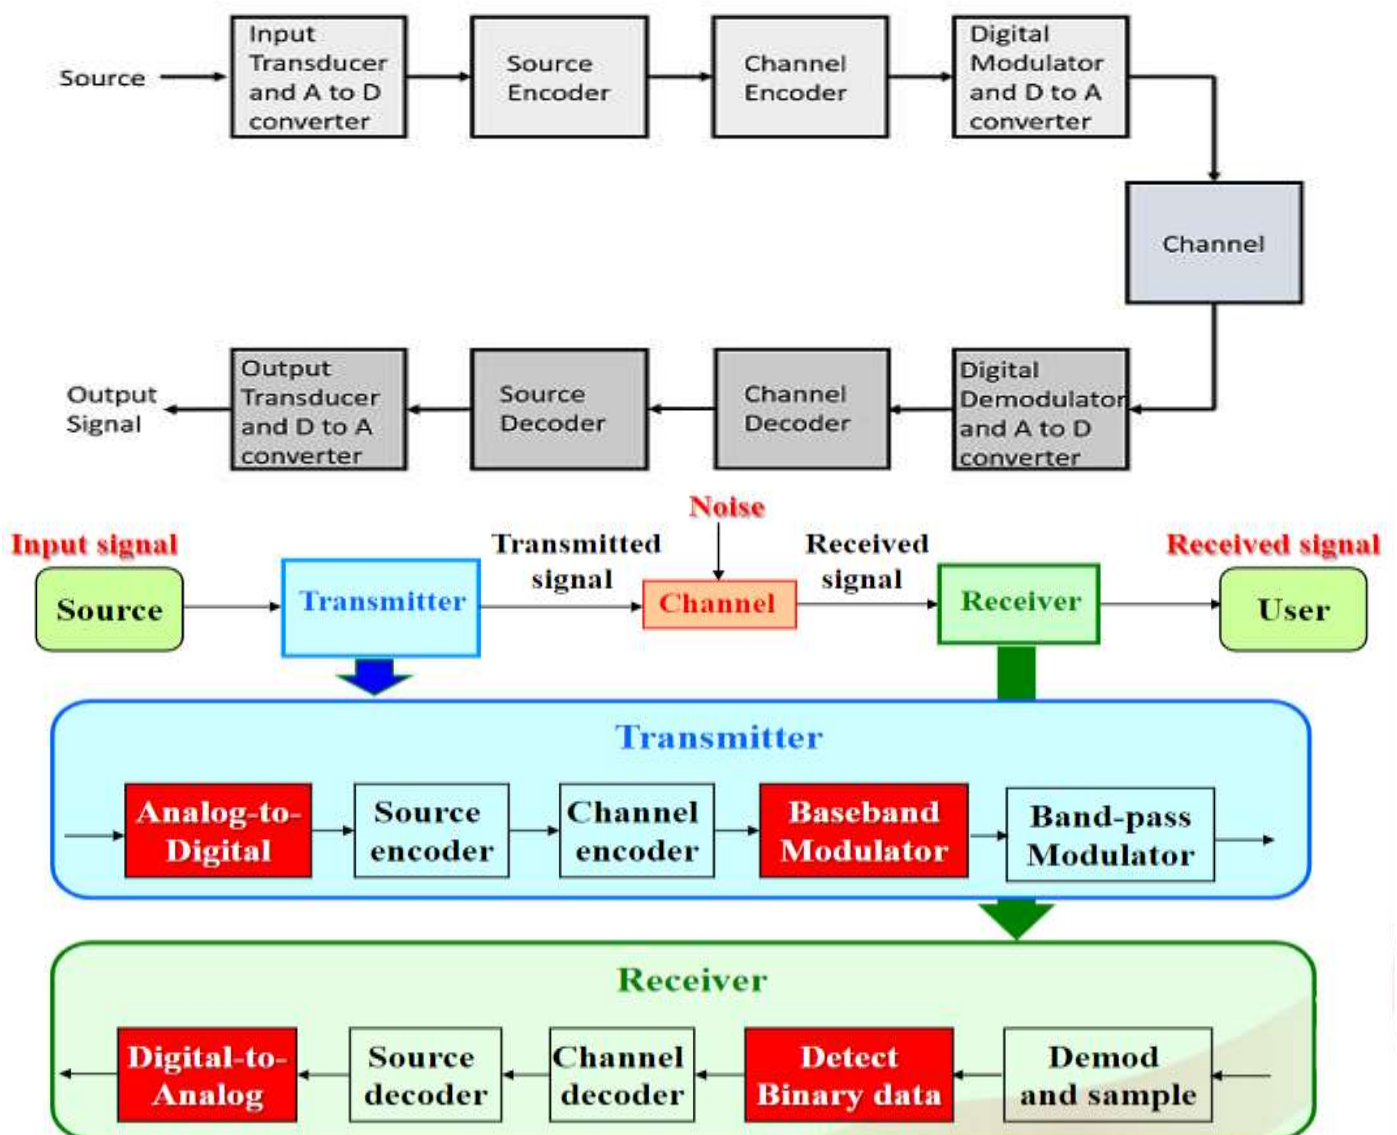 Source
Input
Transducer
and A to D
converter
Source
Encoder
Channel
Encoder
Digital
Modulator
and D to A
converter
Channel
Output
Signal
Output
Transducer
and D to A
converter
Source
Decoder
Channel
Decoder
Digital
Demodulator
and A to D
converter
Noise
Input signal
Source
Transmitter
Transmitted
signal
Channel
Received
signal
Receiver
Received signal
User
Transmitter
Analog-to-
Digital
Source
encoder
Channel
encoder
Baseband
Modulator
Band-pass
Modulator
Receiver
Digital-to-
Analog
Source
decoder
Channel
decoder
Detect
Binary data
Demod
and sample